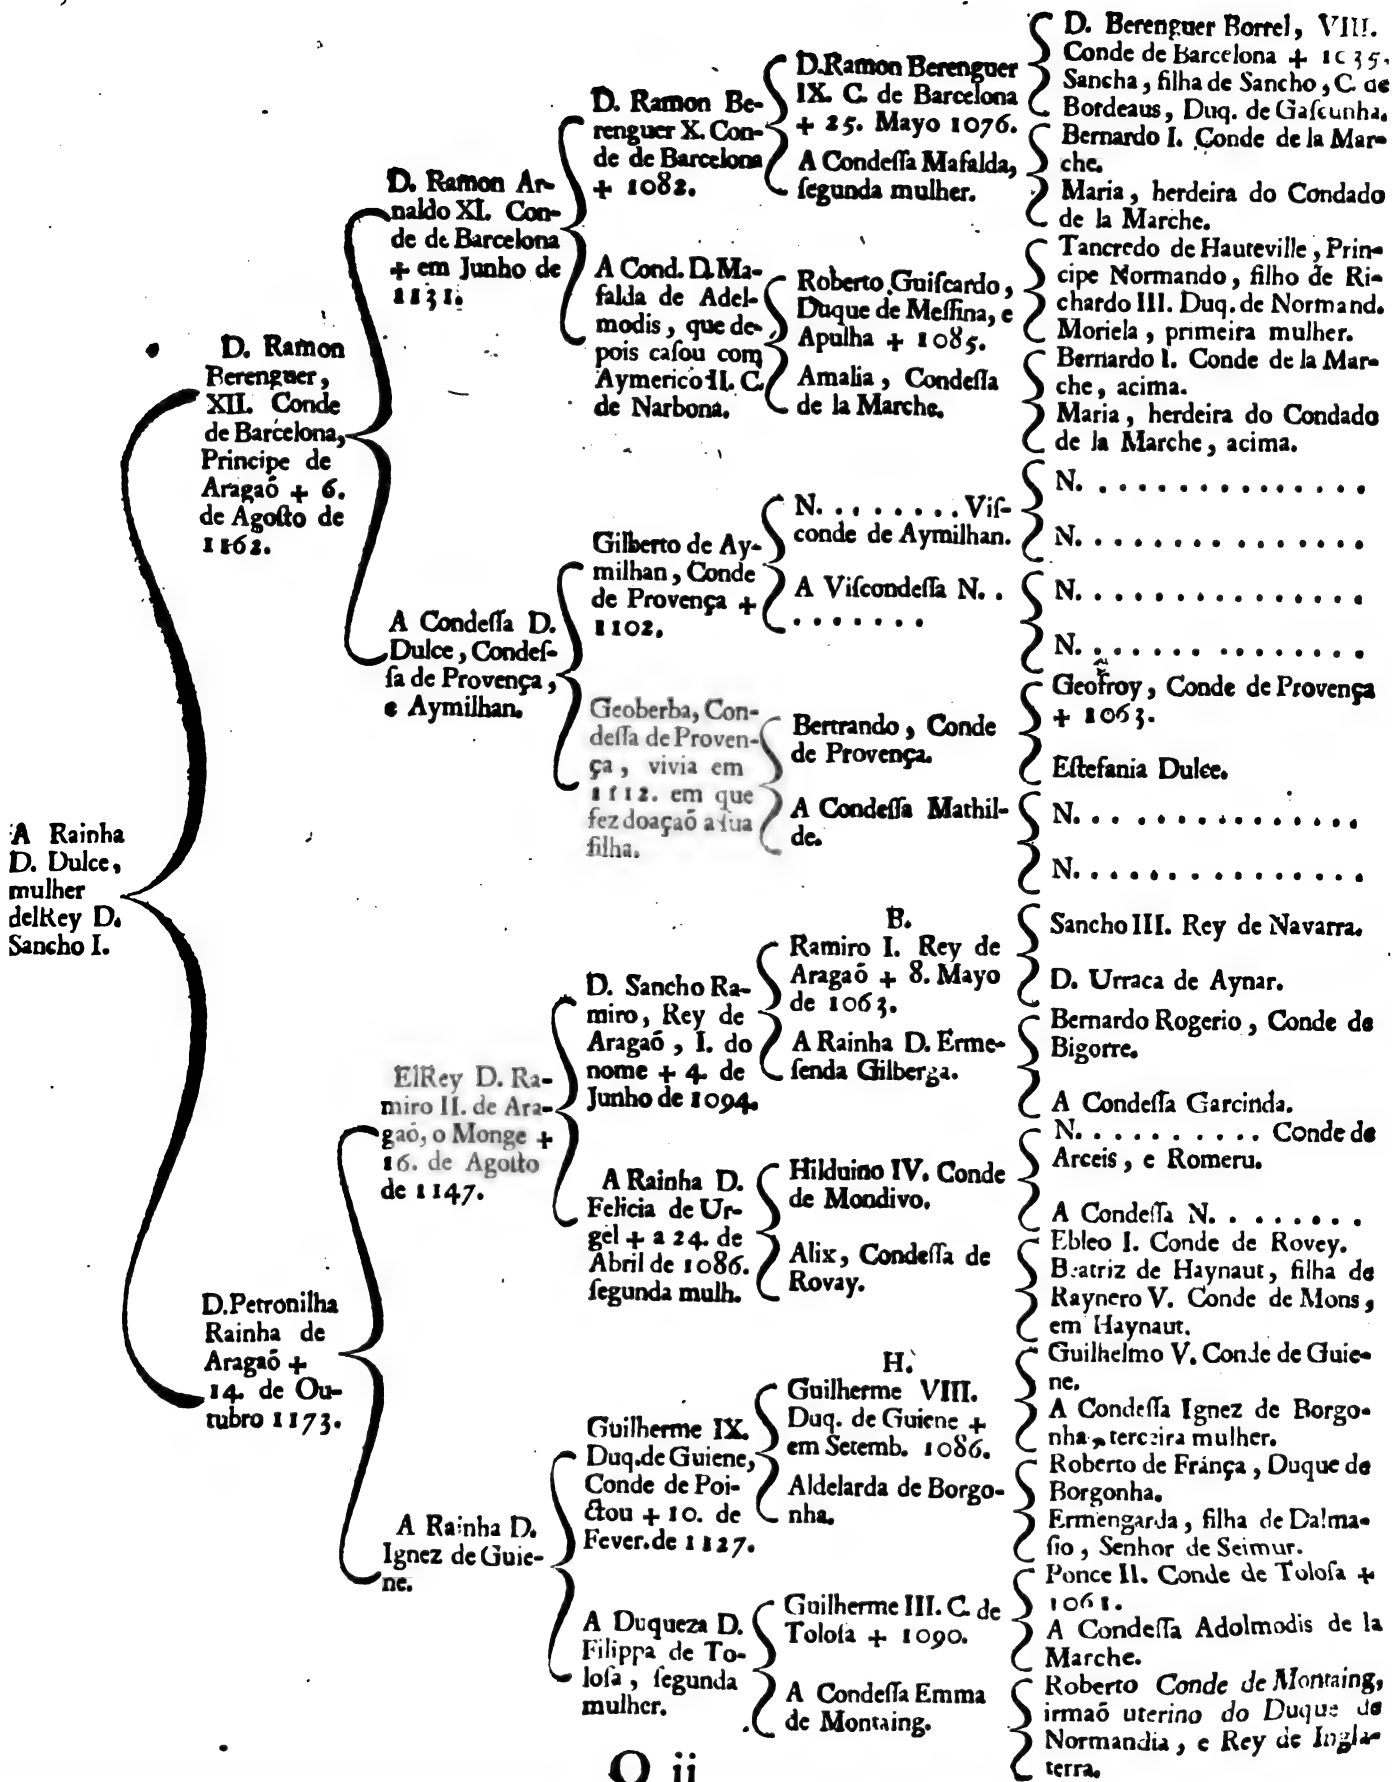 A Rainha
D. Dulce,
mulher
delRey D.
Sancho I.
D. Ramon
Berenguer,
XII. Conde
de Barcelona,
Principe de
Aragaõ + 6.
de Agoſto de
1162.
D. Petronilha
Rainha de
Aragaõ +
14. de Ou-
tubro 1173.
D. Ramon Ar-
naldo XI. Con-
de de Barcelona
+ em Junho de
1131.
A Condeſſa D.
Dulce, Condeſ-
ſa de Provença,
e Aymilhan.
ElRey D. Ra-
miro II. de Ara-
gaõ, o Monge +
16. de Agoſto
de 1147.
A Rainha D.
Ignez de Guie-
ne.
D. Ramon Be-
renguer X. Con-
de de Barcelona
+ 1082.
A Cond. D. Ma-
falda de Adel-
modis, que de-
pois caſou com
Aymerico II. C.
de Narbona.
Gilberto de Ay-
milhan, Conde
de Provença +
1102.
Geoberba, Con-
deſſa de Proven-
ça, vivia em
1112. em que
fez doaçaõ a ſua
filha.
D. Sancho Ra-
miro, Rey de
Aragaõ, I. do
nome + 4. de
Junho de 1094.
A Rainha D.
Felicia de Ur-
gel + a 24. de
Abril de 1086.
ſegunda mulh.
Guilherme IX.
Duq. de Guiene,
Conde de Poi-
ctou + 10. de
Fever. de 1127.
A Duqueza D.
Filippa de To-
loſa, ſegunda
mulher.
D. Ramon Berenguer
IX. C. de Barcelona
+ 25. Mayo 1076.
A Condeſſa Mafalda,
ſegunda mulher.
Roberto Guiſcardo,
Duque de Meſſina, e
Apulha + 1085.
Amalia, Condeſſa
de la Marche.
N. . . . . . . . . Viſ-
conde de Aymilhan.
A Viſcondeſſa N. .
. . . . . . .
Bertrando, Conde
de Provença.
A Condeſſa Mathil-
de.
B.
Ramiro I. Rey de
Aragaõ + 8. Mayo
de 1063.
A Rainha D. Erme-
ſenda Gilberga.
Hilduino IV. Conde
de Mondivo.
Alix, Condeſſa de
Rovay.
H.
Guilherme VIII.
Duq. de Guiene +
em Setemb. 1086.
Aldelarda de Borgo-
nha.
Guilherme III. C. de
Toloſa + 1090.
A Condeſſa Emma
de Montaing.
D. Berenguer Borrel, VIII.
Conde de Barcelona + 1035.
Sancha, filha de Sancho, C. de
Bordeaus, Duq. de Gaſcunha.
Bernardo I. Conde de la Mar-
che.
Maria, herdeira do Condado
de la Marche.
Tancredo de Hauteville, Prin-
cipe Normando, filho de Ri-
chardo III. Duq. de Normand.
Moriela, primeira mulher.
Bernardo I. Conde de la Mar-
che, acima.
Maria, herdeira do Condado
de la Marche, acima.
N. . . . . . . . . . . . . . .
N. . . . . . . . . . . . . . .
N. . . . . . . . . . . . . . .
N. . . . . . . . . . . . . . .
Geofroy, Conde de Provença
+ 1063.
Eſtefania Dulce.
N. . . . . . . . . . . . . . .
N. . . . . . . . . . . . . . .
Sancho III. Rey de Navarra.
D. Urraca de Aynar.
Bernardo Rogerio, Conde de
Bigorre.
A Condeſſa Garcinda.
N. . . . . . . . . . . Conde de
Arceis, e Romeru.
A Condeſſa N. . . . . . . .
Ebleo I. Conde de Rovey.
Beatriz de Haynaut, filha de
Raynero V. Conde de Mons,
em Haynaut.
Guilhelmo V. Conde de Guie-
ne.
A Condeſſa Ignez de Borgo-
nha, terceira mulher.
Roberto de França, Duque de
Borgonha.
Ermengarda, filha de Dalma-
ſio, Senhor de Seimur.
Ponce II. Conde de Toloſa +
1061.
A Condeſſa Adolmodis de la
Marche.
Roberto Conde de Montaing,
irmaõ uterino do Duque de
Normandia, e Rey de Ingla-
terra.
O ii